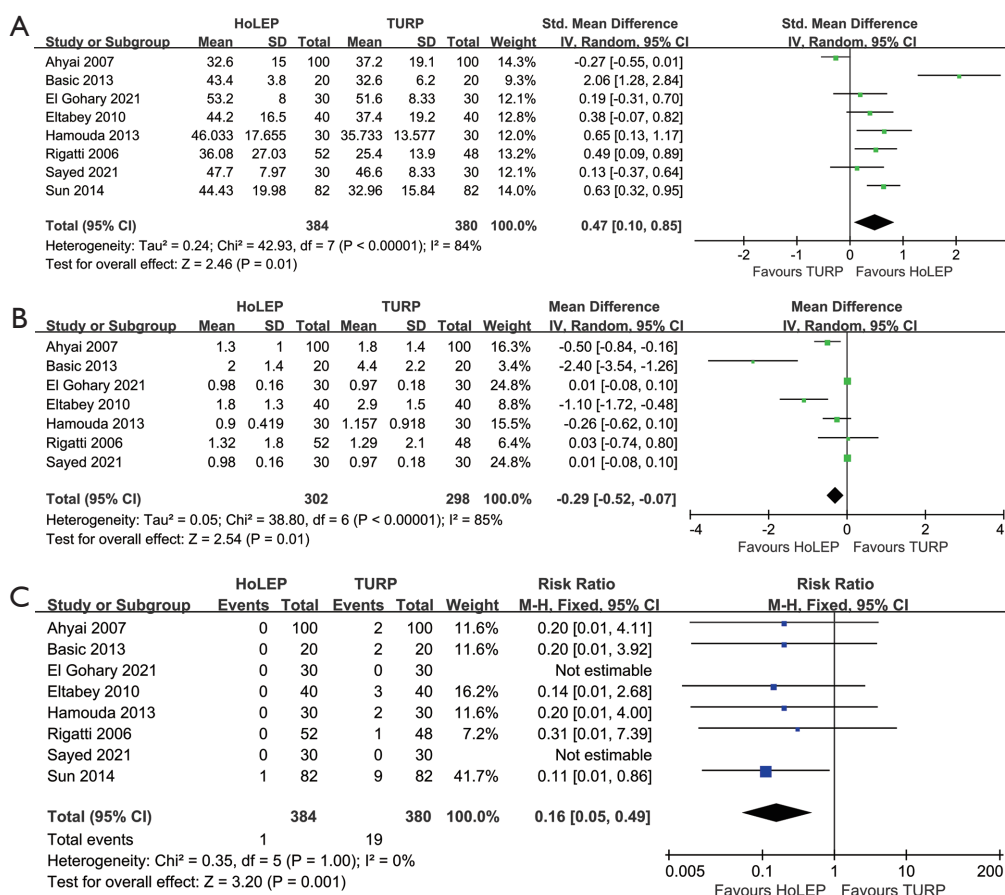 A
HoLEP TURP Std. Mean Difference Std. Mean Difference
Study or Subgroup Mean SD Total Mean SD Total Weight IV, Random, 95% CI IV, Random, 95% CI
Ahyai 2007 32.6 15 100 37.2 19.1 100 14.3% -0.27 [-0.55, 0.01]
Basic 2013 43.4 3.8 20 32.6 6.2 20 9.3% 2.06 [1.28, 2.84]
El Gohary 2021 53.2 8 30 51.6 8.33 30 12.1% 0.19 [-0.31, 0.70]
Eltabey 2010 44.2 16.5 40 37.4 19.2 40 12.8% 0.38 [-0.07, 0.82]
Hamouda 2013 46.033 17.655 30 35.733 13.577 30 12.0% 0.65 [0.13, 1.17]
Rigatti 2006 36.08 27.03 52 25.4 13.9 48 13.2% 0.49 [0.09, 0.89]
Sayed 2021 47.7 7.97 30 46.6 8.33 30 12.1% 0.13 [-0.37, 0.64]
Sun 2014 44.43 19.98 82 32.96 15.84 82 14.0% 0.63 [0.32, 0.95]
Total (95% CI) 384 380 100.0% 0.47 [0.10, 0.85]
Heterogeneity: Tau² = 0.24; Chi² = 42.93, df = 7 (P < 0.00001); I² = 84%
Test for overall effect: Z = 2.46 (P = 0.01)
-2 -1 0 1 2
Favours TURP Favours HoLEP
B
HoLEP TURP Mean Difference Mean Difference
Study or Subgroup Mean SD Total Mean SD Total Weight IV, Random, 95% CI IV, Random, 95% CI
Ahyai 2007 1.3 1 100 1.8 1.4 100 16.3% -0.50 [-0.84, -0.16]
Basic 2013 2 1.4 20 4.4 2.2 20 3.4% -2.40 [-3.54, -1.26]
El Gohary 2021 0.98 0.16 30 0.97 0.18 30 24.8% 0.01 [-0.08, 0.10]
Eltabey 2010 1.8 1.3 40 2.9 1.5 40 8.8% -1.10 [-1.72, -0.48]
Hamouda 2013 0.9 0.419 30 1.157 0.918 30 15.5% -0.26 [-0.62, 0.10]
Rigatti 2006 1.32 1.8 52 1.29 2.1 48 6.4% 0.03 [-0.74, 0.80]
Sayed 2021 0.98 0.16 30 0.97 0.18 30 24.8% 0.01 [-0.08, 0.10]
Total (95% CI) 302 298 100.0% -0.29 [-0.52, -0.07]
Heterogeneity: Tau² = 0.05; Chi² = 38.80, df = 6 (P < 0.00001); I² = 85%
Test for overall effect: Z = 2.54 (P = 0.01)
-4 -2 0 2 4
Favours HoLEP Favours TURP
C
HoLEP TURP Risk Ratio Risk Ratio
Study or Subgroup Events Total Events Total Weight M-H, Fixed, 95% CI M-H, Fixed, 95% CI
Ahyai 2007 0 100 2 100 11.6% 0.20 [0.01, 4.11]
Basic 2013 0 20 2 20 11.6% 0.20 [0.01, 3.92]
El Gohary 2021 0 30 0 30 Not estimable
Eltabey 2010 0 40 3 40 16.2% 0.14 [0.01, 2.68]
Hamouda 2013 0 30 2 30 11.6% 0.20 [0.01, 4.00]
Rigatti 2006 0 52 1 48 7.2% 0.31 [0.01, 7.39]
Sayed 2021 0 30 0 30 Not estimable
Sun 2014 1 82 9 82 41.7% 0.11 [0.01, 0.86]
Total (95% CI) 384 380 100.0% 0.16 [0.05, 0.49]
Total events 1 19
Heterogeneity: Chi² = 0.35, df = 5 (P = 1.00); I² = 0%
Test for overall effect: Z = 3.20 (P = 0.001)
0.005 0.1 1 10 200
Favours HoLEP Favours TURP